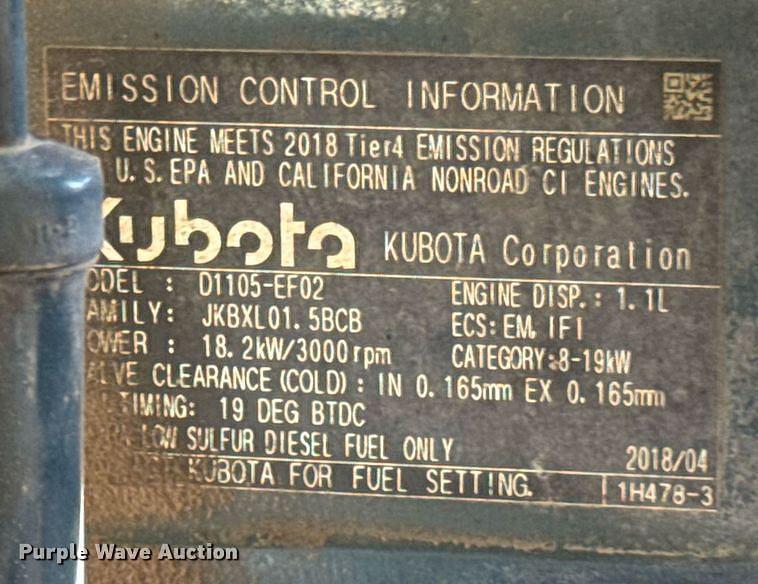 EMISSION CONTROL INFORMATION
THIS ENGINE MEETS 2018 Tier4 EMISSION REGULATIONS
U.S.EPA AND CALIFORNIA NONROAD CI ENGINES.
Kubota KUBOTA Corporation
ODEL : D1105-EF02 ENGINE DISP.: 1.1L
AMILY: JKBXL01.5BCB ECS: EM, IFI
OWER : 18.2kW/3000rpm CATEGORY:8-19kW
ALVE CLEARANCE (COLD) : IN 0.165mm EX 0.165mm
TIMING: 19 DEG BTDC
LOW SULFUR DIESEL FUEL ONLY 2018/04
KUBOTA FOR FUEL SETTING. 1H478-3
Purple Wave Auction